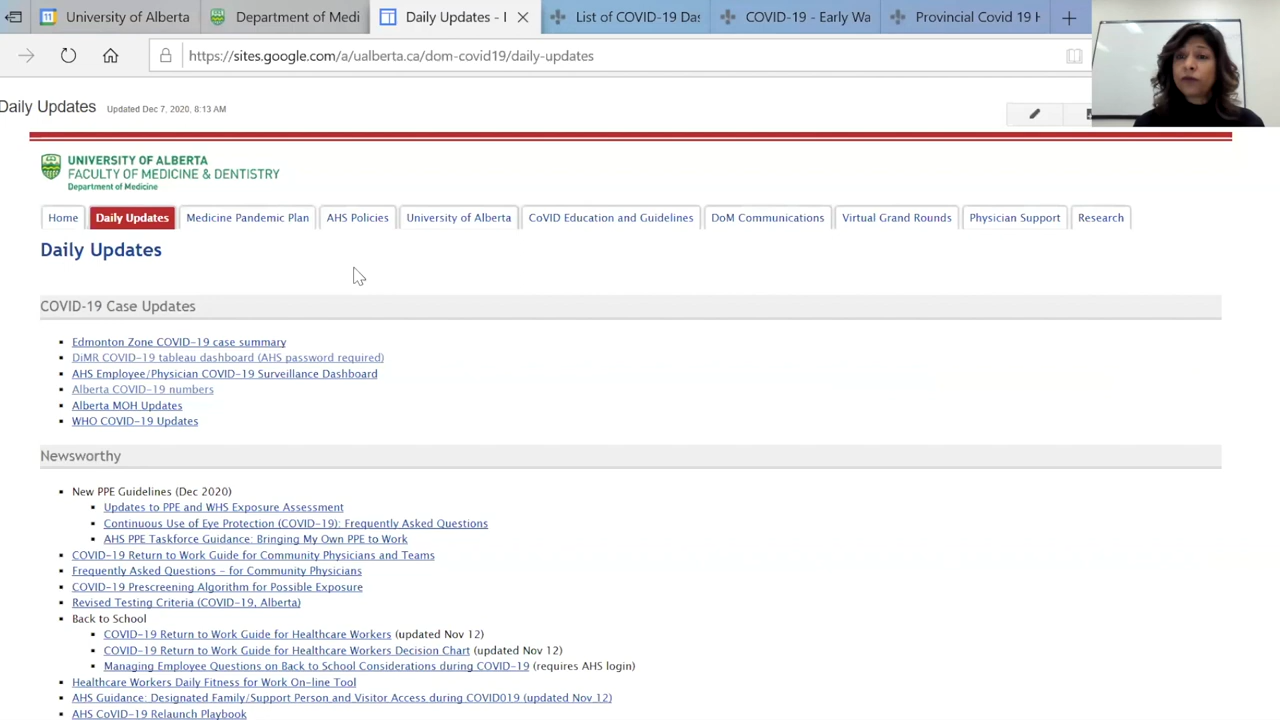 University of Alberta
Department of Medi
Daily Updates - I
List of COVID-19 Das
COVID-19 - Early Wa
Provincial Covid 19 H
https://sites.google.com/a/ualberta.ca/dom-covid19/daily-updates
Daily Updates Updated Dec 7, 2020, 8:13 AM
UNIVERSITY OF ALBERTA
FACULTY OF MEDICINE & DENTISTRY
Department of Medicine
Home Daily Updates Medicine Pandemic Plan AHS Policies University of Alberta CoVID Education and Guidelines DoM Communications Virtual Grand Rounds Physician Support Research
Daily Updates
COVID-19 Case Updates
Edmonton Zone COVID-19 case summary
DiMR COVID-19 tableau dashboard (AHS password required)
AHS Employee/Physician COVID-19 Surveillance Dashboard
Alberta COVID-19 numbers
Alberta MOH Updates
WHO COVID-19 Updates
Newsworthy
New PPE Guidelines (Dec 2020)
Updates to PPE and WHS Exposure Assessment
Continuous Use of Eye Protection (COVID-19): Frequently Asked Questions
AHS PPE Taskforce Guidance: Bringing My Own PPE to Work
COVID-19 Return to Work Guide for Community Physicians and Teams
Frequently Asked Questions - for Community Physicians
COVID-19 Prescreening Algorithm for Possible Exposure
Revised Testing Criteria (COVID-19, Alberta)
Back to School
COVID-19 Return to Work Guide for Healthcare Workers (updated Nov 12)
COVID-19 Return to Work Guide for Healthcare Workers Decision Chart (updated Nov 12)
Managing Employee Questions on Back to School Considerations during COVID-19 (requires AHS login)
Healthcare Workers Daily Fitness for Work On-line Tool
AHS Guidance: Designated Family/Support Person and Visitor Access during COVID019 (updated Nov 12)
AHS CoVID-19 Relaunch Playbook